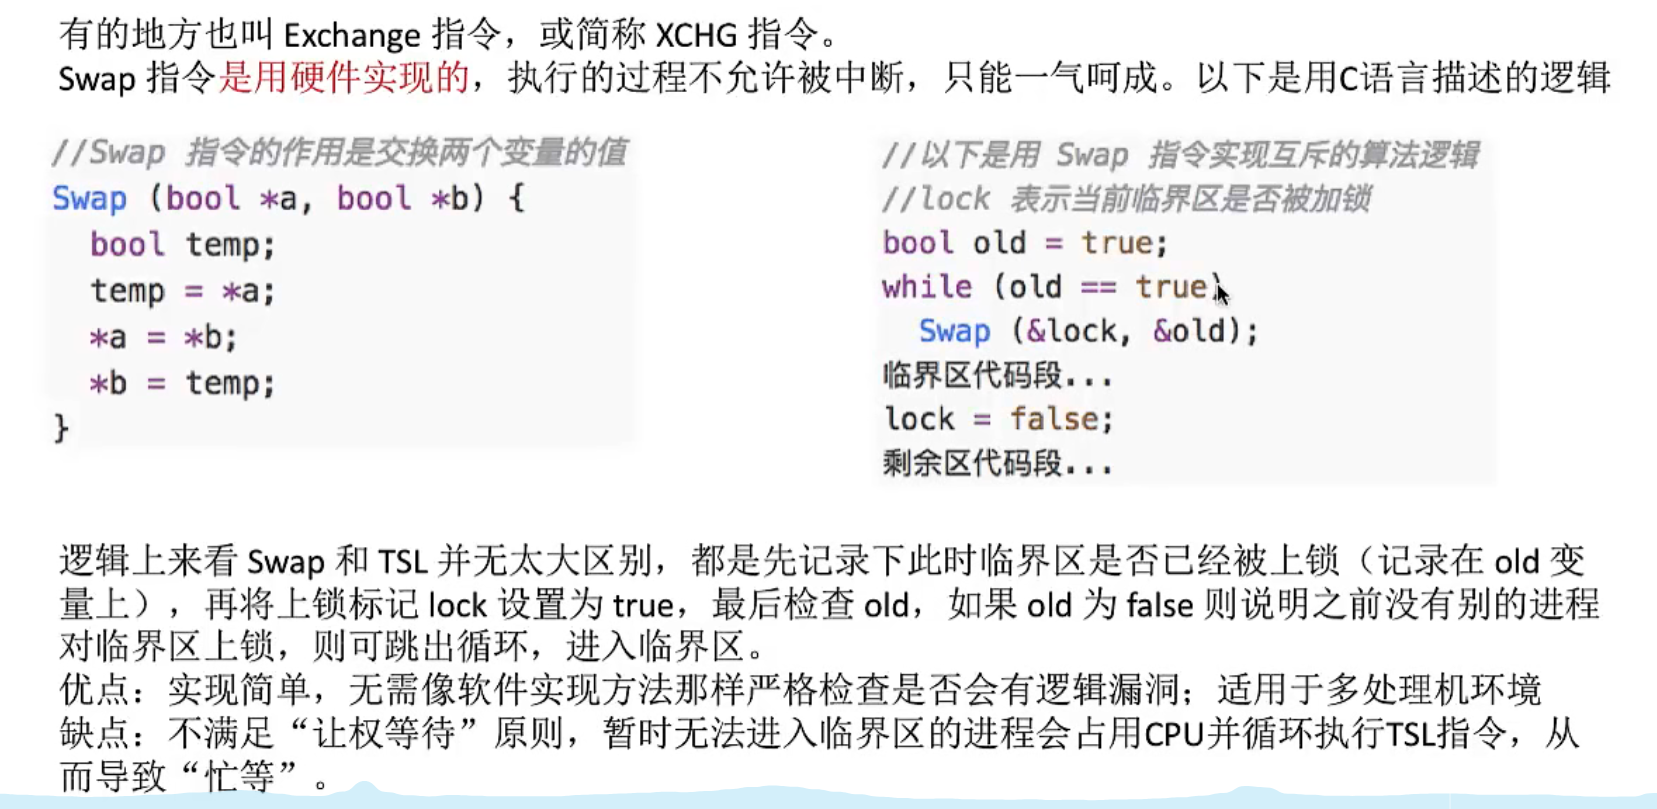 有的地方也叫 Exchange 指令，或简称 XCHG 指令。
Swap 指令是用硬件实现的，执行的过程不允许被中断，只能一气呵成。以下是用C语言描述的逻辑
//Swap 指令的作用是交换两个变量的值
Swap (bool *a, bool *b) {
  bool temp;
  temp = *a;
  *a = *b;
  *b = temp;
}
//以下是用 Swap 指令实现互斥的算法逻辑
//lock 表示当前临界区是否被加锁
bool old = true;
while (old == true)
  Swap (&lock, &old);
临界区代码段...
lock = false;
剩余区代码段...
逻辑上来看 Swap 和 TSL 并无太大区别，都是先记录下此时临界区是否已经被上锁（记录在 old 变
量上），再将上锁标记 lock 设置为 true，最后检查 old，如果 old 为 false 则说明之前没有别的进程
对临界区上锁，则可跳出循环，进入临界区。
优点：实现简单，无需像软件实现方法那样严格检查是否会有逻辑漏洞；适用于多处理机环境
缺点：不满足“让权等待”原则，暂时无法进入临界区的进程会占用CPU并循环执行TSL指令，从
而导致“忙等”。